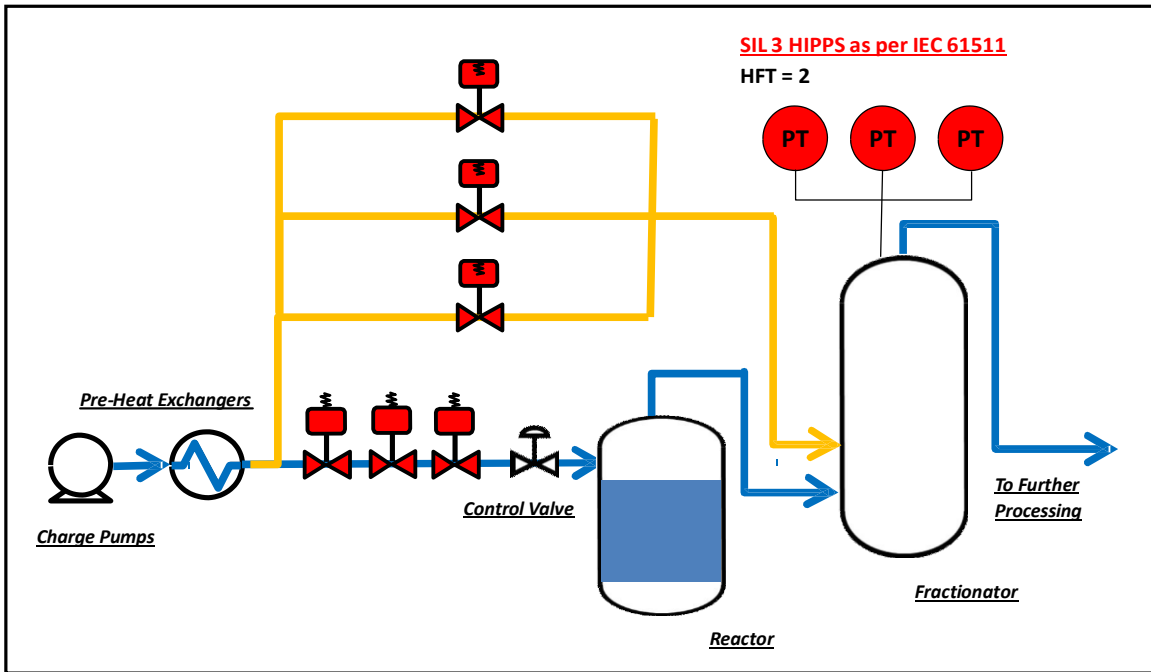 SIL 3 HIPPS as per IEC 61511
HFT = 2
PT PT PT
Pre-Heat Exchangers
Charge Pumps
Control Valve
To Further
Processing
Fractionator
Reactor